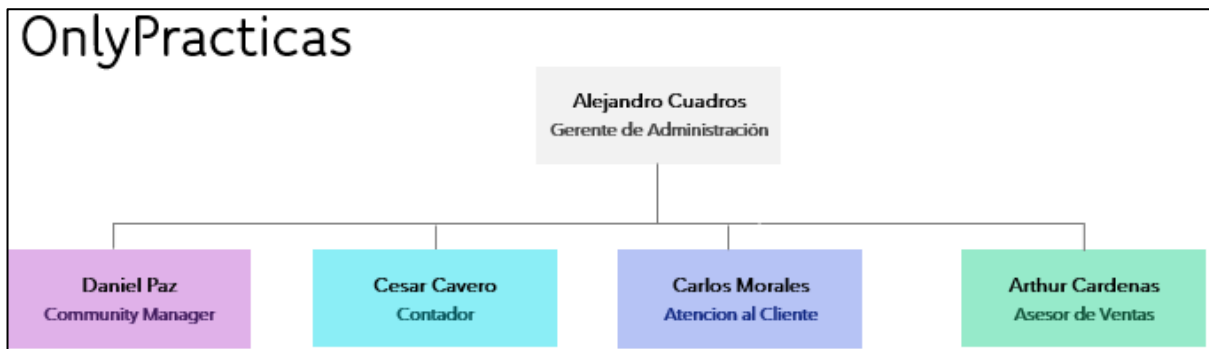 OnlyPracticas
Alejandro Cuadros
Gerente de Administración
Daniel Paz
Community Manager
Cesar Cavero
Contador
Carlos Morales
Atencion al Cliente
Arthur Cardenas
Asesor de Ventas